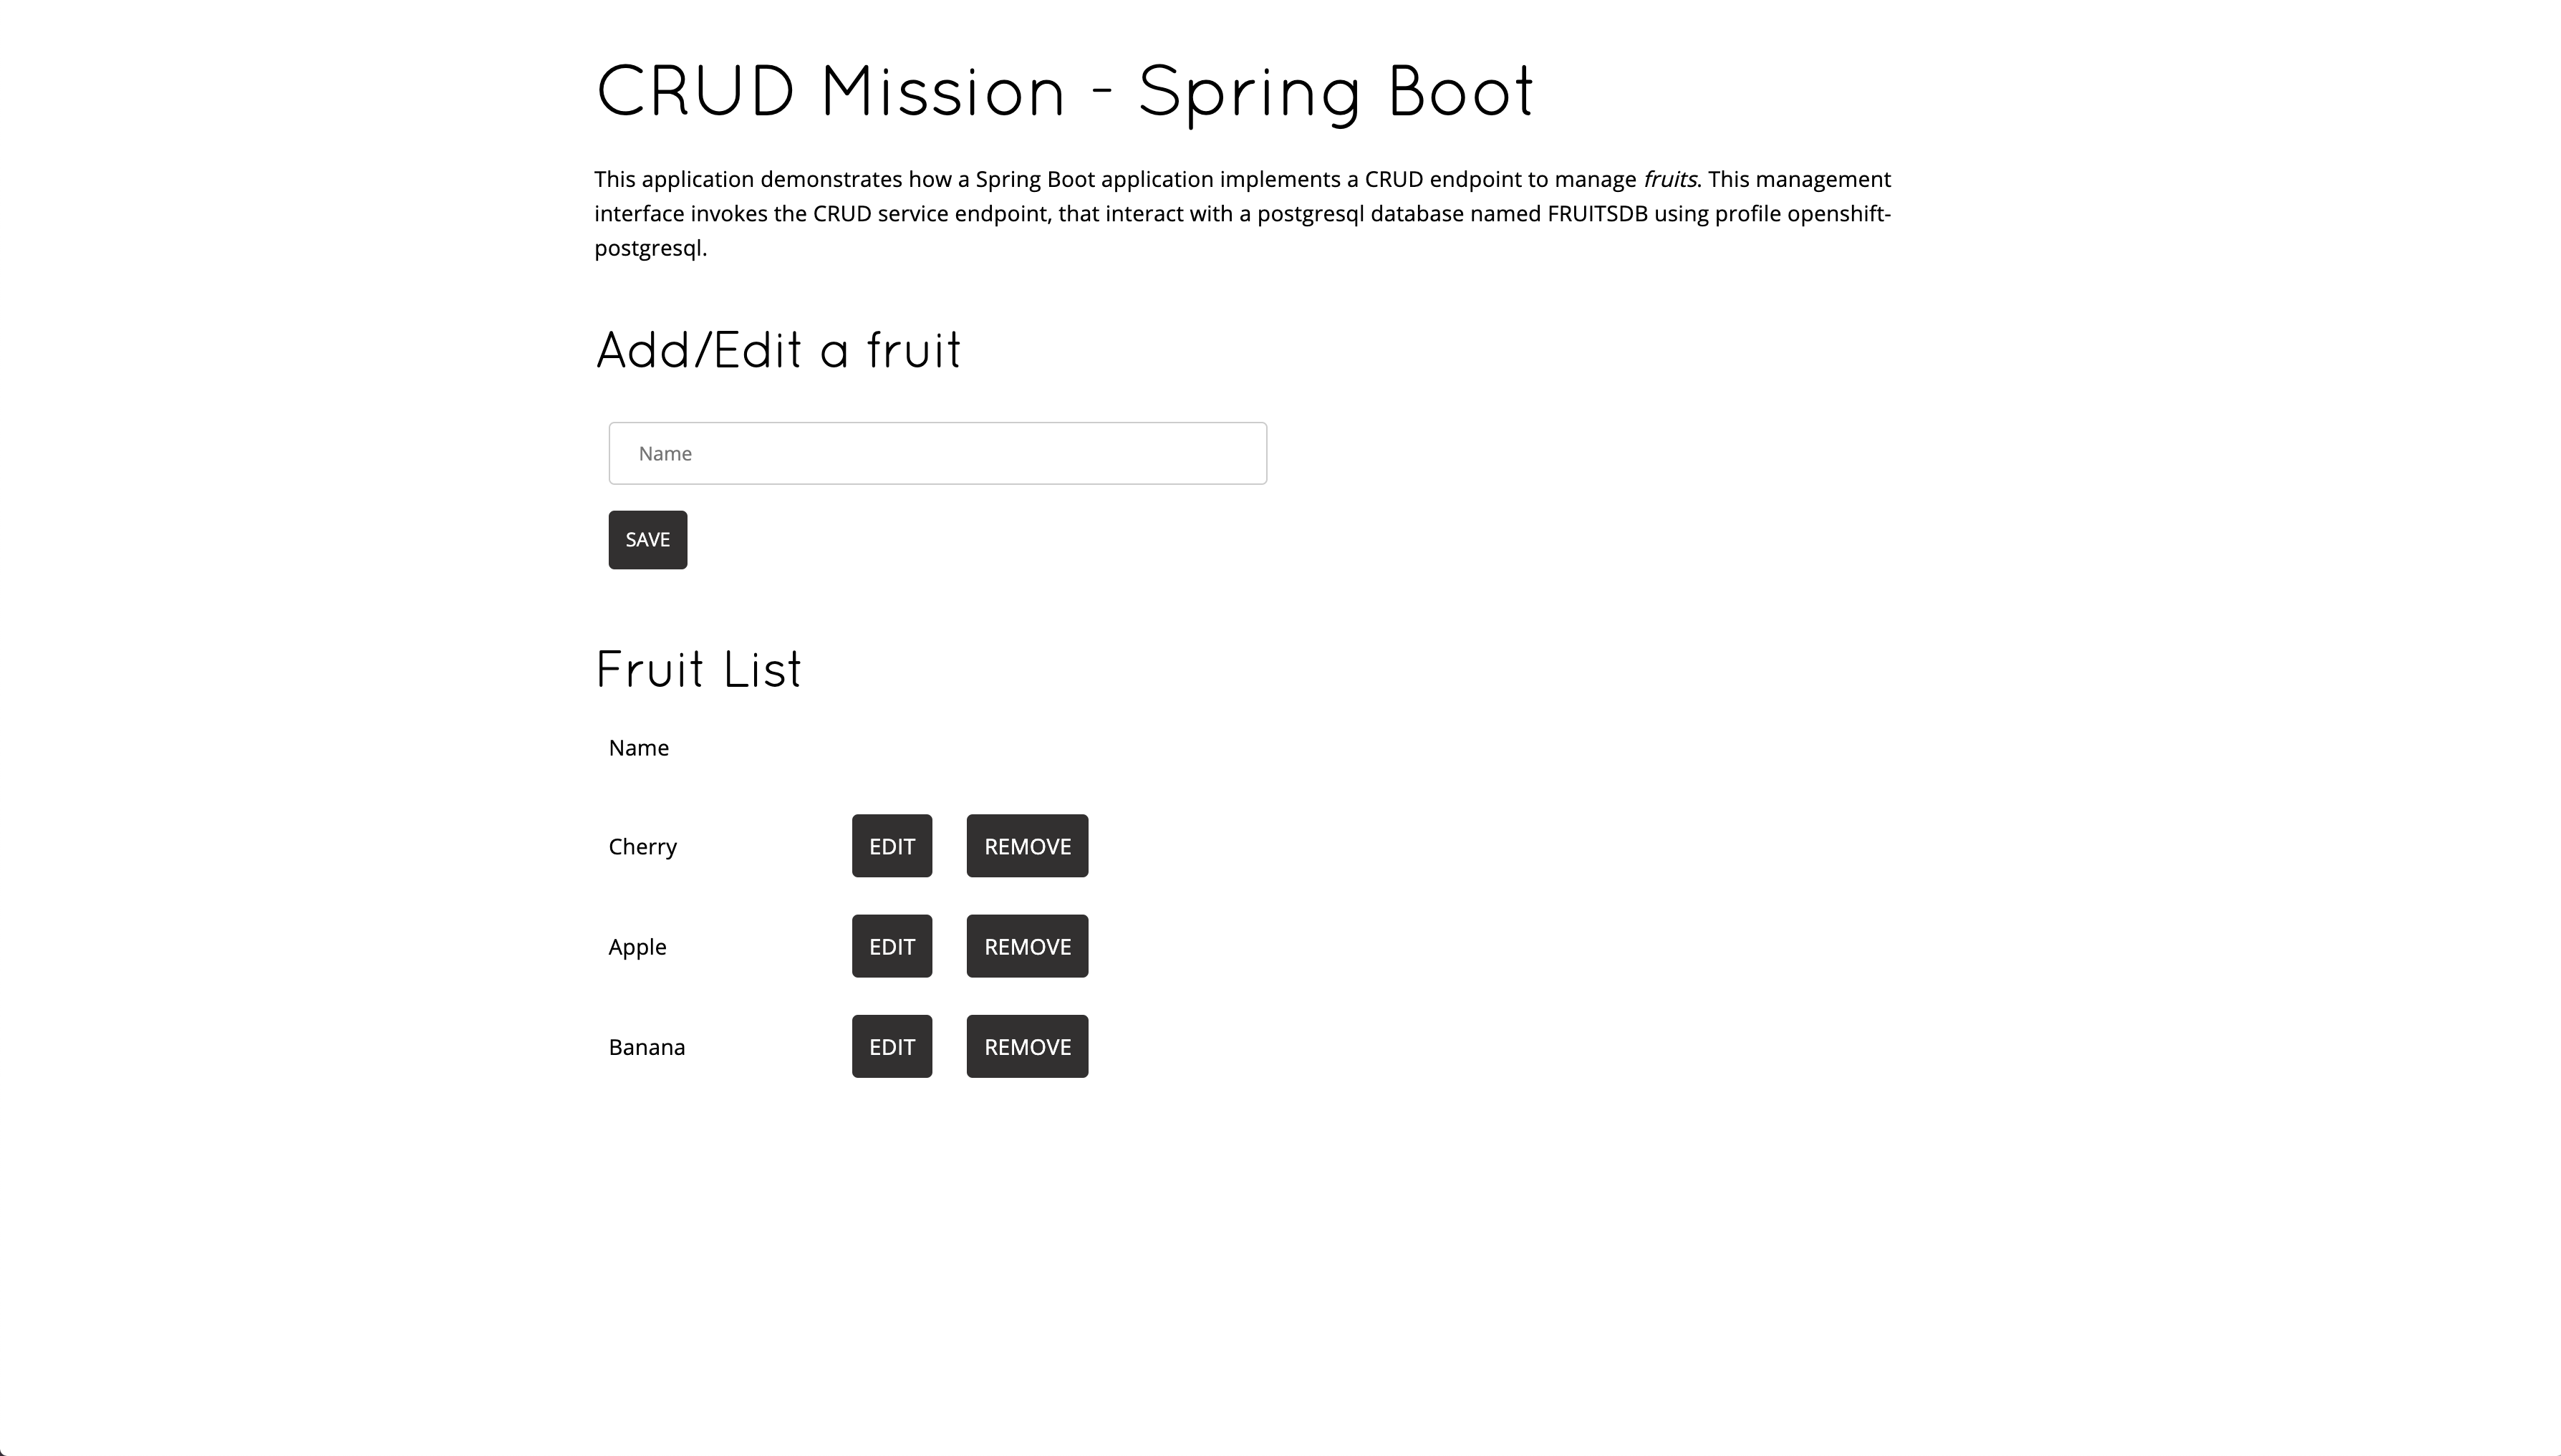 CRUD Mission - Spring Boot
This application demonstrates how a Spring Boot application implements a CRUD endpoint to manage fruits. This management
interface invokes the CRUD service endpoint, that interact with a postgresql database named FRUITSDB using profile openshift-
postgresql.
Add/Edit a fruit
Name
SAVE
Fruit List
Name
Cherry EDIT REMOVE
Apple EDIT REMOVE
Banana EDIT REMOVE